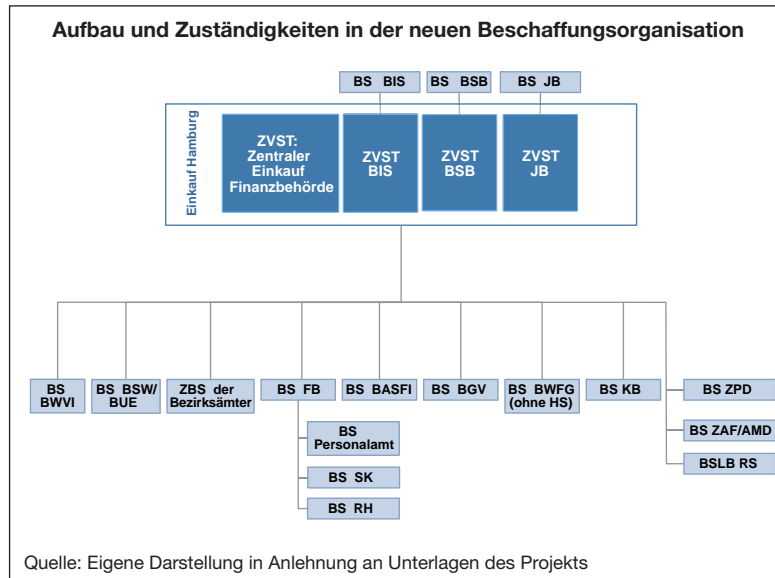 Aufbau und Zuständigkeiten in der neuen Beschaffungsorganisation
BS BIS
BS BSB
BS JB
Einkauf Hamburg
ZVST:
Zentraler
Einkauf
Finanzbehörde
ZVST
BIS
ZVST
BSB
ZVST
JB
BS
BWVI
BS BSW/
BUE
ZBS der
Bezirksämter
BS FB
BS BASFI
BS BGV
BS BWFG
(ohne HS)
BS KB
BS ZPD
BS
Personalamt
BS ZAF/AMD
BS SK
BSLB RS
BS RH
Quelle: Eigene Darstellung in Anlehnung an Unterlagen des Projekts